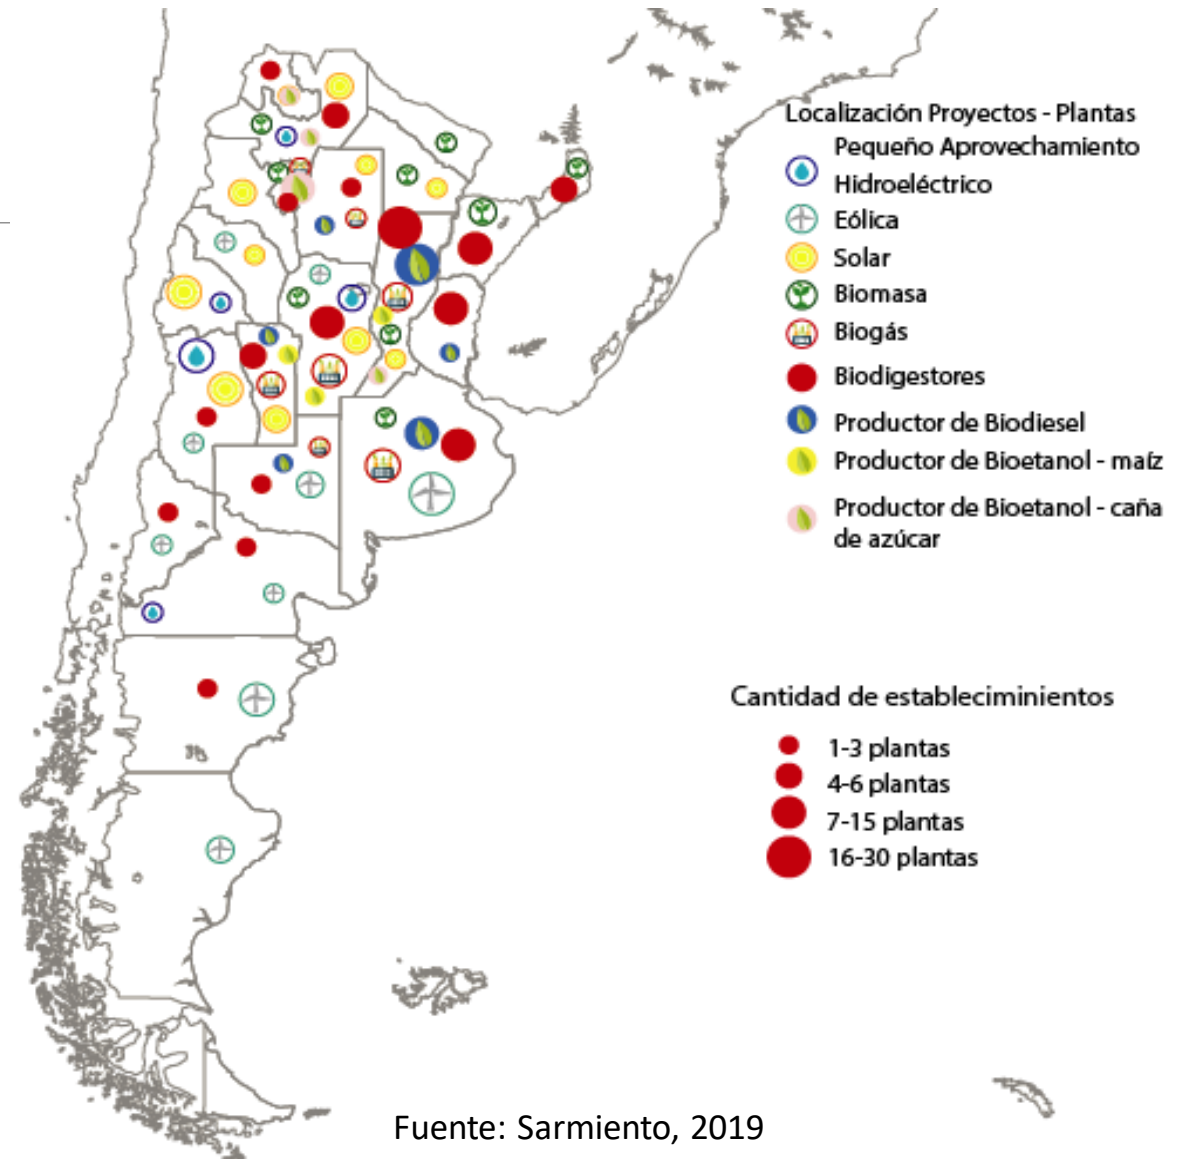 Localización Proyectos - Plantas
Pequeño Aprovechamiento
Hidroeléctrico
Eólica
Solar
Biomasa
Biogás
Biodigestores
Productor de Biodiesel
Productor de Bioetanol - maíz
Productor de Bioetanol - caña
de azúcar
Cantidad de estableciminientos
1-3 plantas
4-6 plantas
7-15 plantas
16-30 plantas
Fuente: Sarmiento, 2019